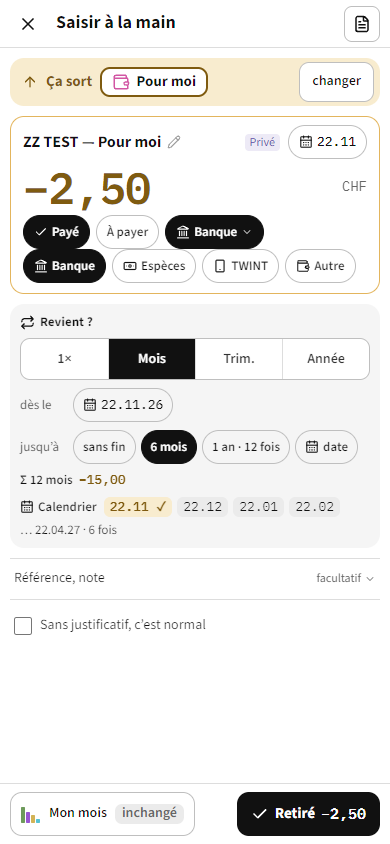 Saisir à la main
Ça sort Pour moi changer
ZZ TEST — Pour moi Privé 22.11
−2,50 CHF
Payé À payer Banque
Banque Espèces TWINT Autre
Revient ?
1× Mois Trim. Année
dès le 22.11.26
jusqu’à sans fin 6 mois 1 an · 12 fois date
Σ 12 mois −15,00
Calendrier 22.11 ✓ 22.12 22.01 22.02
… 22.04.27 · 6 fois
Référence, note facultatif
Sans justificatif, c’est normal
Mon mois inchangé Retiré −2,50